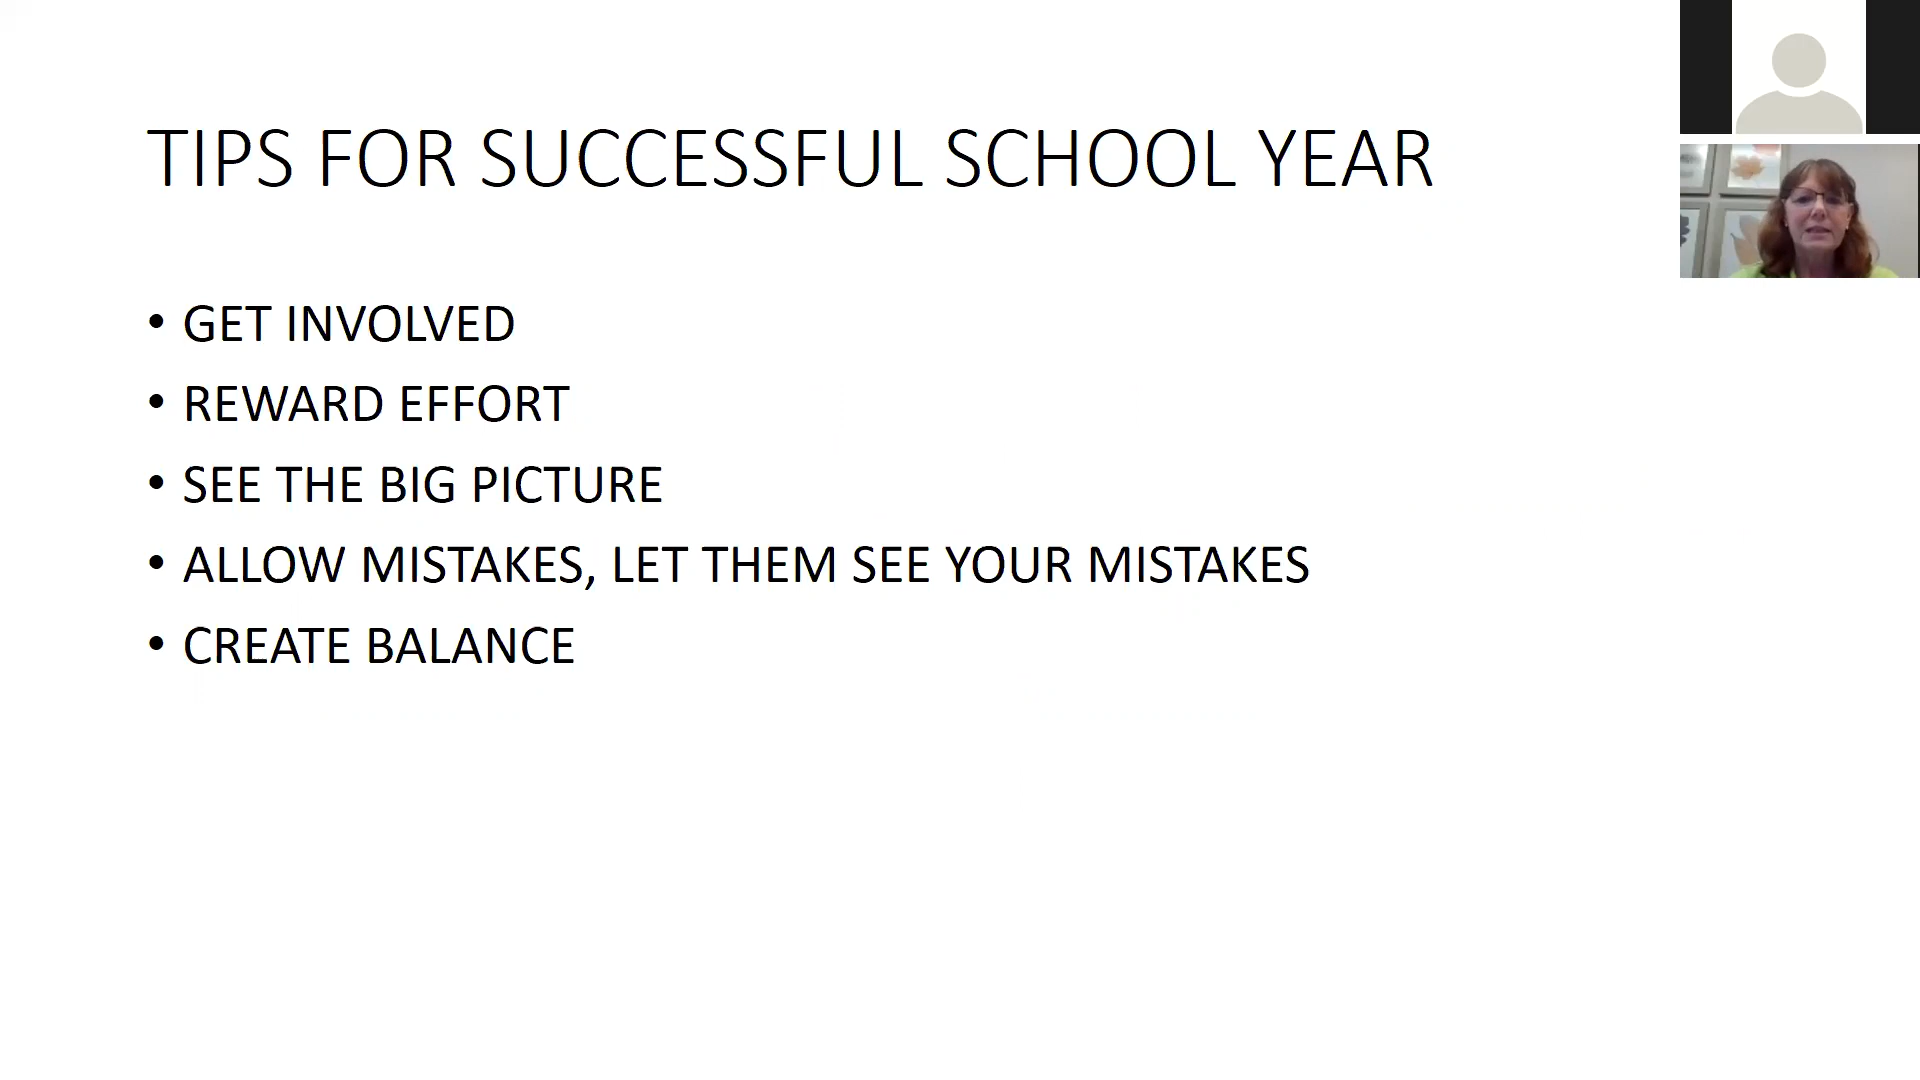 TIPS FOR SUCCESSFUL SCHOOL YEAR
• GET INVOLVED
• REWARD EFFORT
• SEE THE BIG PICTURE
• ALLOW MISTAKES, LET THEM SEE YOUR MISTAKES
• CREATE BALANCE